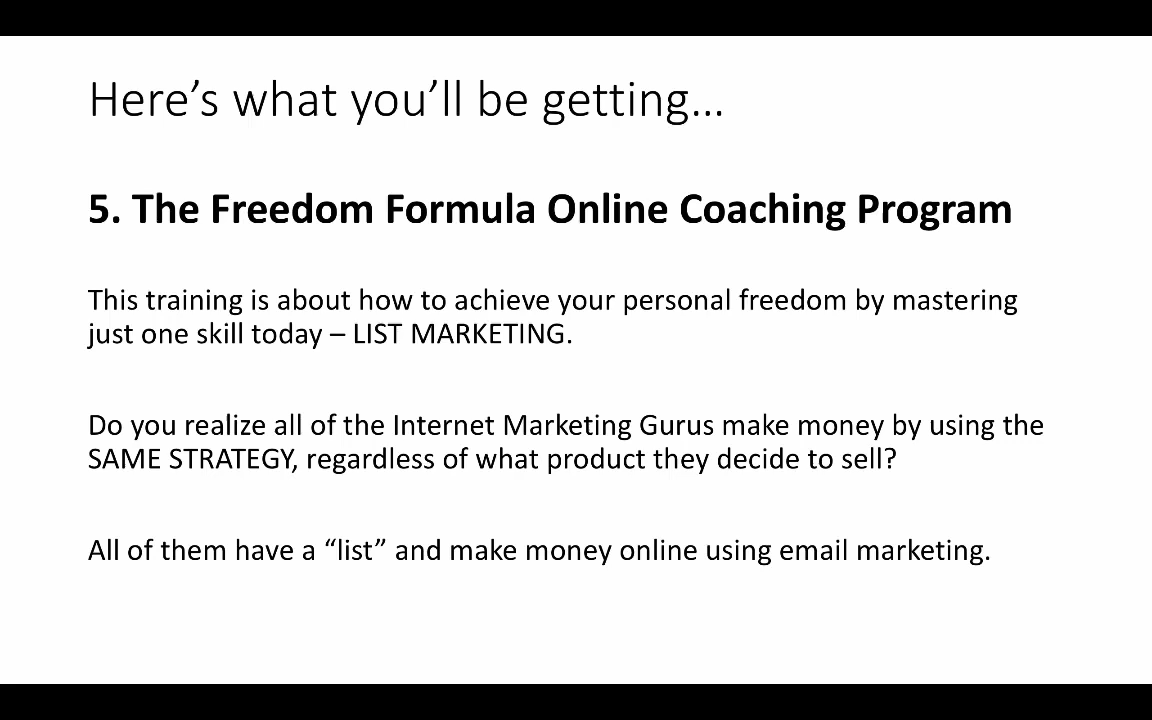 Here’s what you’ll be getting…
5. The Freedom Formula Online Coaching Program
This training is about how to achieve your personal freedom by mastering
just one skill today – LIST MARKETING.
Do you realize all of the Internet Marketing Gurus make money by using the
SAME STRATEGY, regardless of what product they decide to sell?
All of them have a “list” and make money online using email marketing.